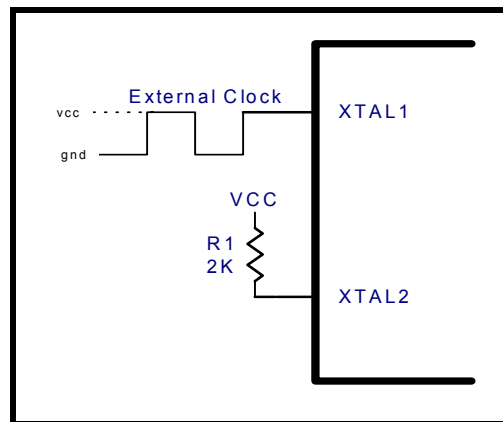 External Clock
vcc
XTAL1
gnd
VCC
R1
2K
XTAL2